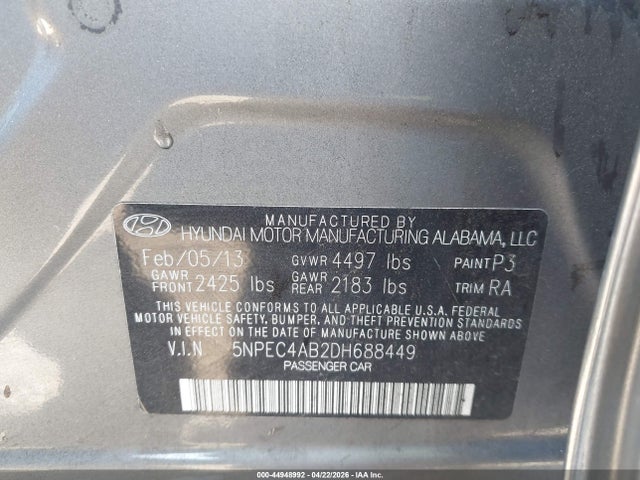 MANUFACTURED BY
HYUNDAI MOTOR MANUFACTURING ALABAMA, LLC
Feb/05/13 GVWR 4497 lbs PAINT P3
GAWR FRONT 2425 lbs GAWR REAR 2183 lbs TRIM RA
THIS VEHICLE CONFORMS TO ALL APPLICABLE U.S.A. FEDERAL
MOTOR VEHICLE SAFETY, BUMPER, AND THEFT PREVENTION STANDARDS
IN EFFECT ON THE DATE OF MANUFACTURE SHOWN ABOVE.
V.I.N 5NPEC4AB2DH688449
PASSENGER CAR
000-44948992 - 04/22/2026 - IAA Inc.